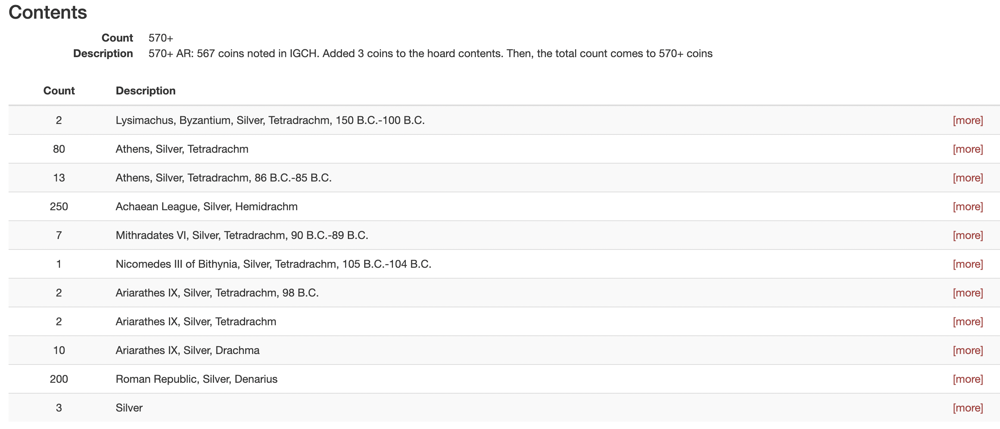 Contents
Count 570+
Description 570+ AR: 567 coins noted in IGCH. Added 3 coins to the hoard contents. Then, the total count comes to 570+ coins
Count Description
2 Lysimachus, Byzantium, Silver, Tetradrachm, 150 B.C.-100 B.C. [more]
80 Athens, Silver, Tetradrachm [more]
13 Athens, Silver, Tetradrachm, 86 B.C.-85 B.C. [more]
250 Achaean League, Silver, Hemidrachm [more]
7 Mithradates VI, Silver, Tetradrachm, 90 B.C.-89 B.C. [more]
1 Nicomedes III of Bithynia, Silver, Tetradrachm, 105 B.C.-104 B.C. [more]
2 Ariarathes IX, Silver, Tetradrachm, 98 B.C. [more]
2 Ariarathes IX, Silver, Tetradrachm [more]
10 Ariarathes IX, Silver, Drachma [more]
200 Roman Republic, Silver, Denarius [more]
3 Silver [more]